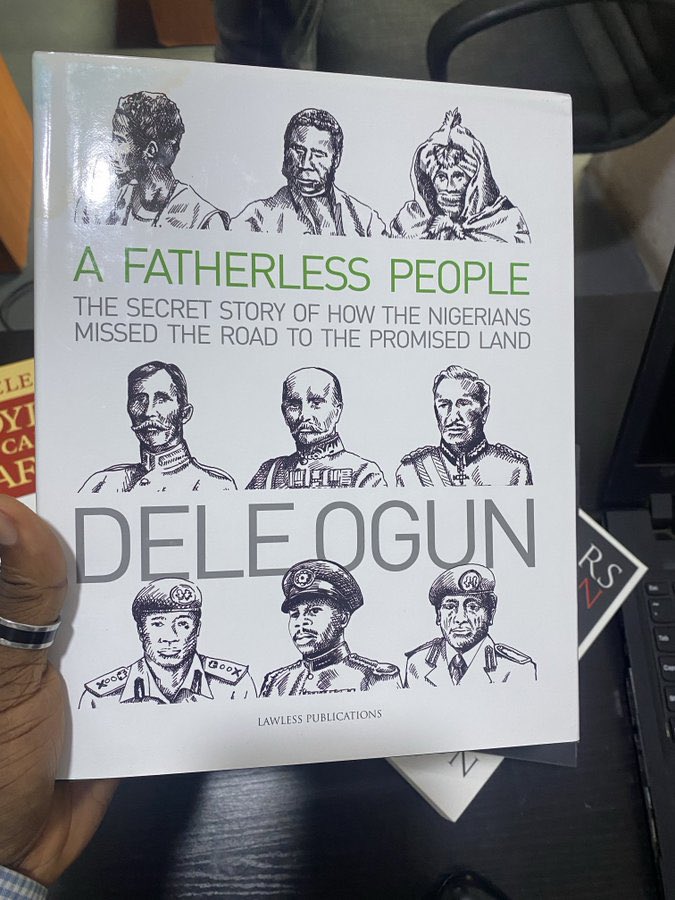 A FATHERLESS PEOPLE
THE SECRET STORY OF HOW THE NIGERIANS
MISSED THE ROAD TO THE PROMISED LAND
DELE OGUN
LAWLESS PUBLICATIONS